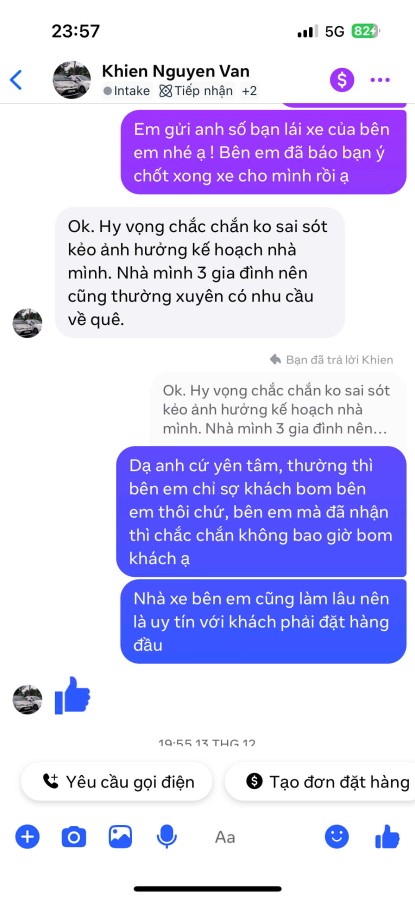 23:57
5G 82
Khien Nguyen Van
Intake Tiếp nhận +2
Em gửi anh số bạn lái xe của bên
em nhé ạ ! Bên em đã báo bạn ý
chốt xong xe cho mình rồi ạ
Ok. Hy vọng chắc chắn ko sai sót
kẻo ảnh hưởng kế hoạch nhà
mình. Nhà mình 3 gia đình nên
cũng thường xuyên có nhu cầu
về quê.
Bạn đã trả lời Khien
Ok. Hy vọng chắc chắn ko sai sót
kẻo ảnh hưởng kế hoạch nhà
mình. Nhà mình 3 gia đình nên...
Dạ anh cứ yên tâm, thường thì
bên em chỉ sợ khách bom bên
em thôi chứ, bên em mà đã nhận
thì chắc chắn không bao giờ bom
khách ạ
Nhà xe bên em cũng làm lâu nên
là uy tín với khách phải đặt hàng
đầu
19:55 13 THG 12
Yêu cầu gọi điện
Tạo đơn đặt hàng
Aa